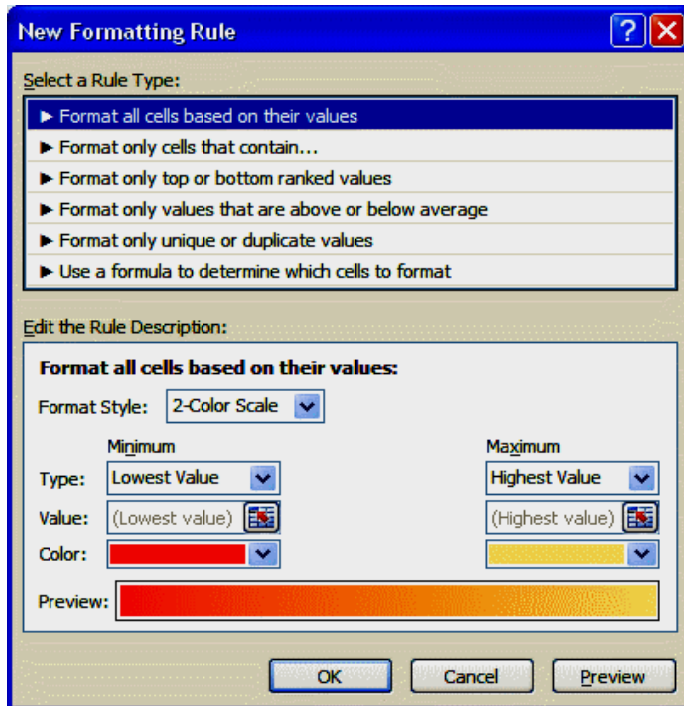 New Formatting Rule
Select a Rule Type:
► Format all cells based on their values
► Format only cells that contain...
► Format only top or bottom ranked values
► Format only values that are above or below average
► Format only unique or duplicate values
► Use a formula to determine which cells to format
Edit the Rule Description:
Format all cells based on their values:
Format Style: 2-Color Scale
Minimum Maximum
Type: Lowest Value Highest Value
Value: (Lowest value) (Highest value)
Color:
Preview:
OK Cancel Preview